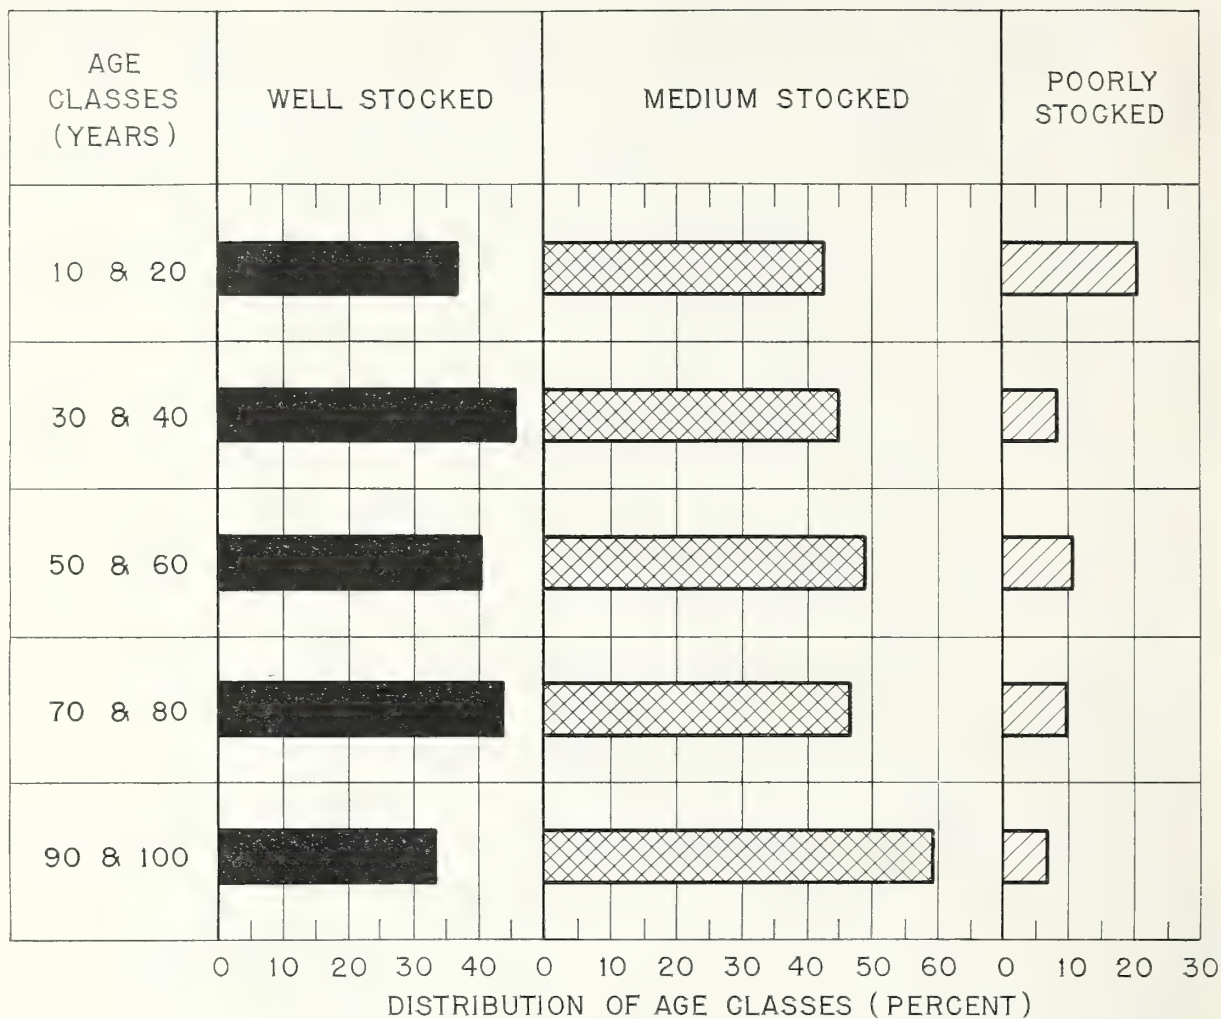 AGE
CLASSES
(YEARS)
WELL STOCKED
MEDIUM STOCKED
POORLY
STOCKED
10 & 20
30 & 40
50 & 60
70 & 80
90 & 100
0 10 20 30 40 0 10 20 30 40 50 60 0 10 20 30
DISTRIBUTION OF AGE CLASSES (PERCENT)